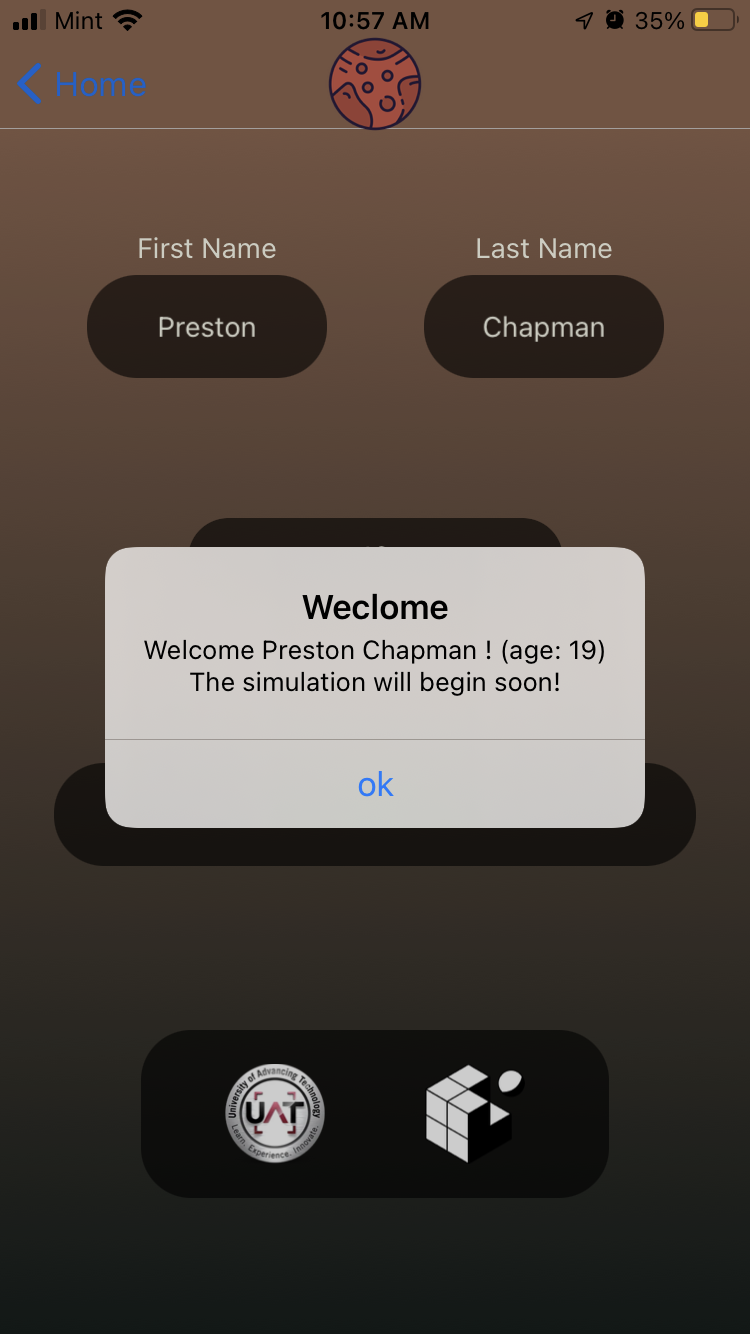 Mint 10:57 AM 35%
Home
First Name Last Name
Preston Chapman
Weclome
Welcome Preston Chapman ! (age: 19)
The simulation will begin soon!
ok
University of Advancing Technology
UAT
Learn. Experience. Innovate.